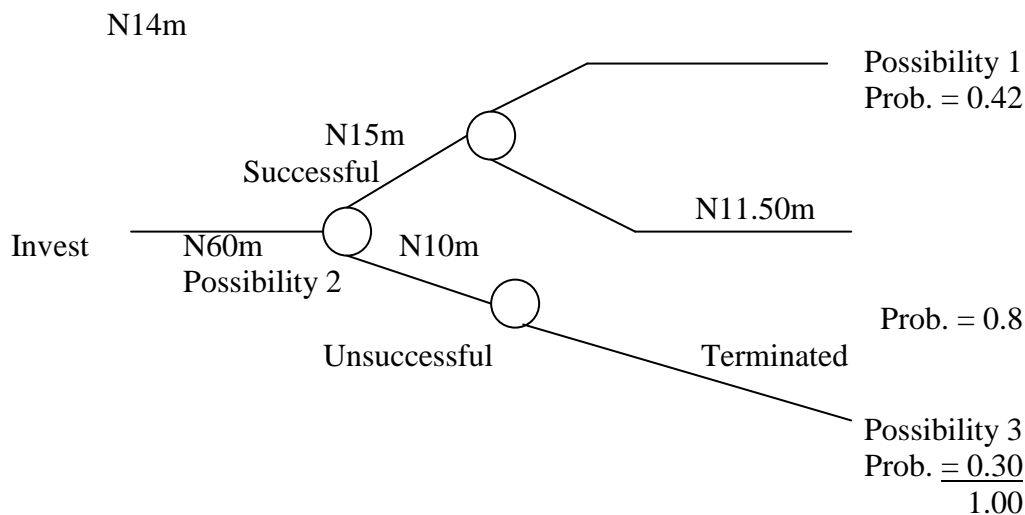 N14m
Possibility 1
Prob. = 0.42
N15m
Successful
N11.50m
Invest
N60m
N10m
Possibility 2
Prob. = 0.8
Unsuccessful
Terminated
Possibility 3
Prob. = 0.30
1.00